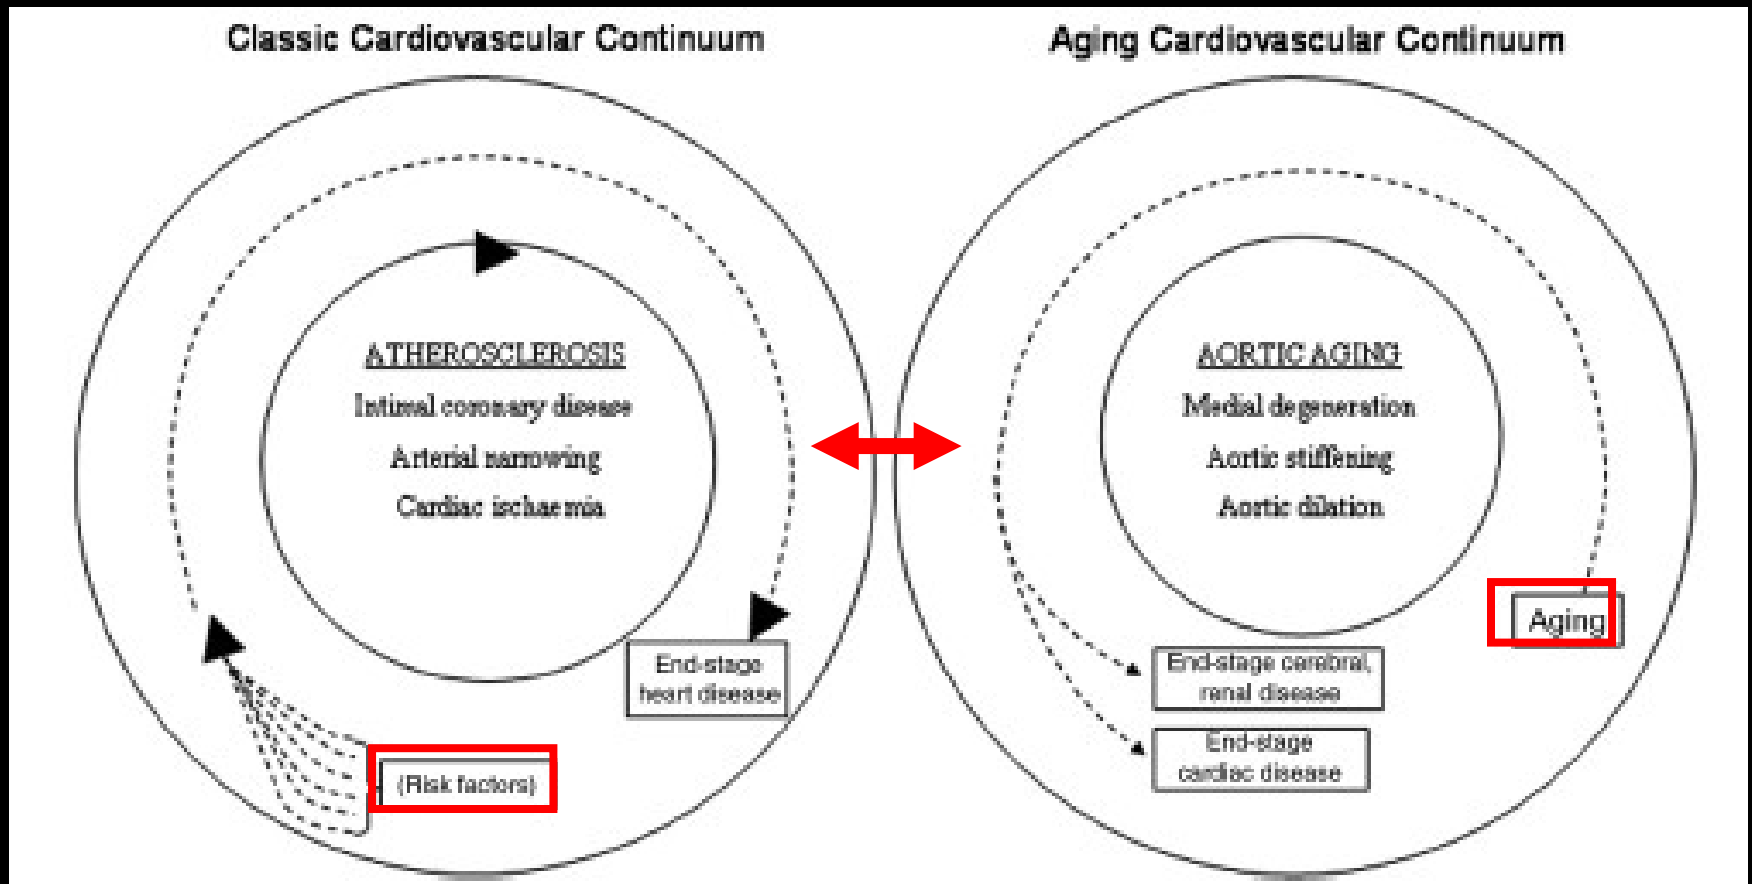 Classic Cardiovascular Continuum
ATHEROSCLEROSIS
Intimal coronary disease
Arterial narrowing
Cardiac ischaemia
End-stage
heart disease
(Risk factors)
Aging Cardiovascular Continuum
AORTIC AGING
Medial degeneration
Aortic stiffening
Aortic dilation
Aging
End-stage cerebral,
renal disease
End-stage
cardiac disease